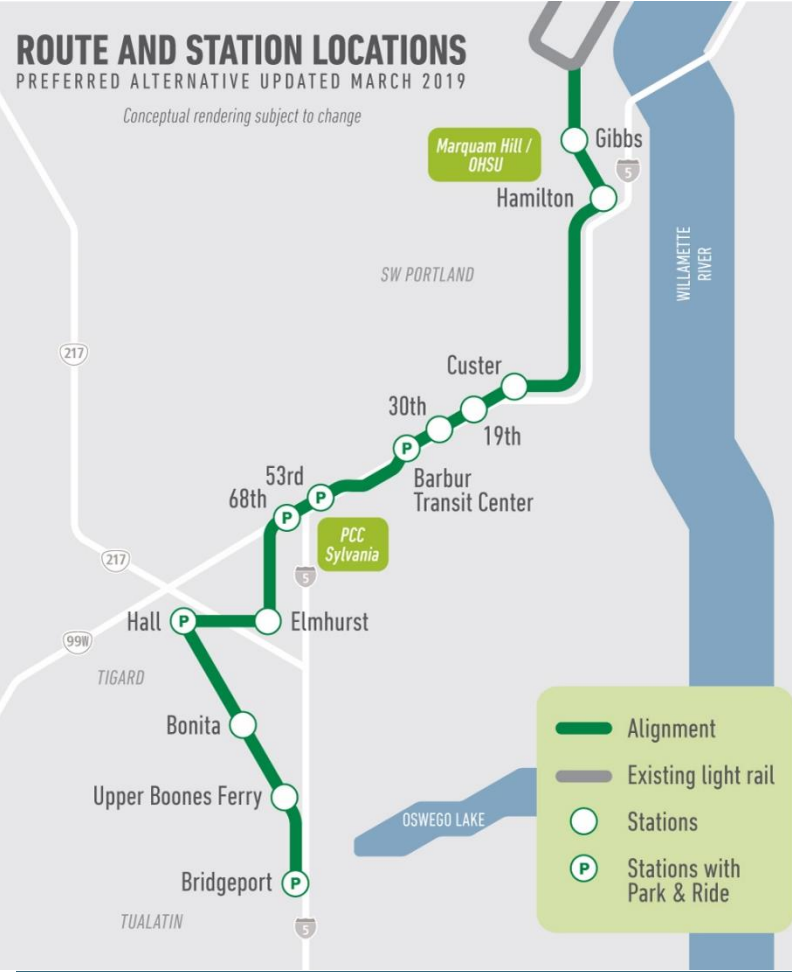 ROUTE AND STATION LOCATIONS
PREFERRED ALTERNATIVE UPDATED MARCH 2019
Conceptual rendering subject to change
Marquam Hill /
OHSU
Gibbs
5
Hamilton
WILLAMETTE
RIVER
SW PORTLAND
217
Custer
30th
19th
P
Barbur
Transit Center
53rd
P
68th
P
PCC
Sylvania
217
5
Hall
P
Elmhurst
99W
TIGARD
Bonita
Upper Boones Ferry
OSWEGO LAKE
Bridgeport
P
TUALATIN
5
Alignment
Existing light rail
Stations
P
Stations with
Park & Ride